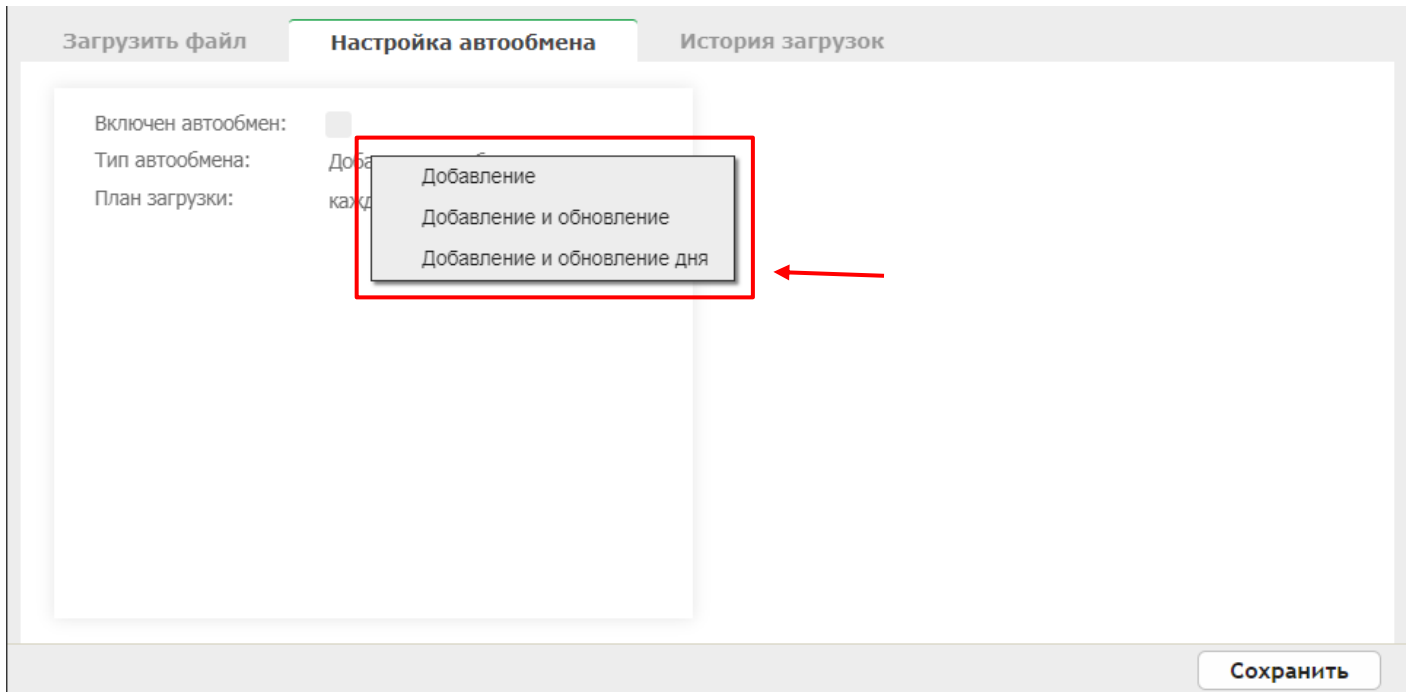 Загрузить файл Настройка автообмена История загрузок
Включен автообмен:
Тип автообмена:
План загрузки:
Добавление
Добавление и обновление
Добавление и обновление дня
Сохранить